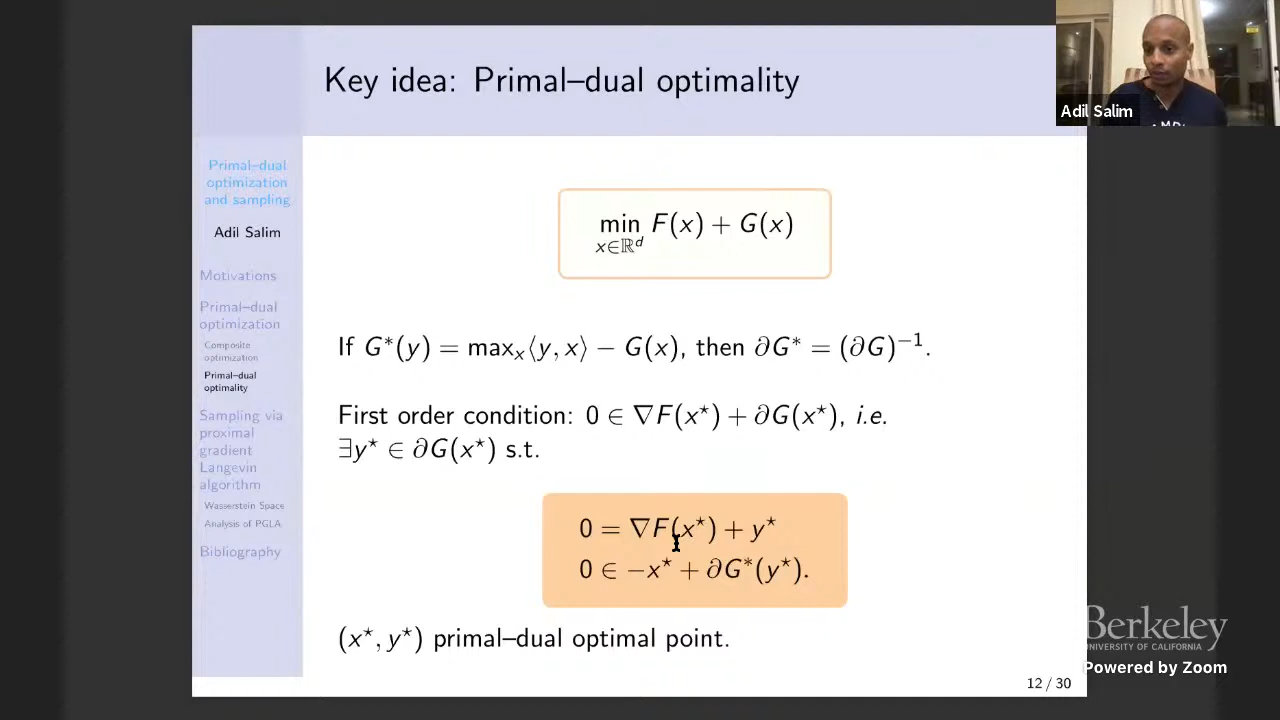 Key idea: Primal–dual optimality
Adil Salim
Primal–dual
optimization
and sampling
Adil Salim
Motivations
Primal–dual
optimization
Composite
optimization
Primal–dual
optimality
Sampling via
proximal
gradient
Langevin
algorithm
Wasserstein Space
Analysis of PGLA
Bibliography
min F(x) + G(x)
x∈ℝᵈ
If G*(y) = maxₓ⟨y, x⟩ − G(x), then ∂G* = (∂G)⁻¹.
First order condition: 0 ∈ ∇F(x⋆) + ∂G(x⋆), i.e.
∃y⋆ ∈ ∂G(x⋆) s.t.
0 = ∇F(x⋆) + y⋆
0 ∈ −x⋆ + ∂G*(y⋆).
(x⋆, y⋆) primal–dual optimal point.
12 / 30
Berkeley
UNIVERSITY OF CALIFORNIA
Powered by Zoom